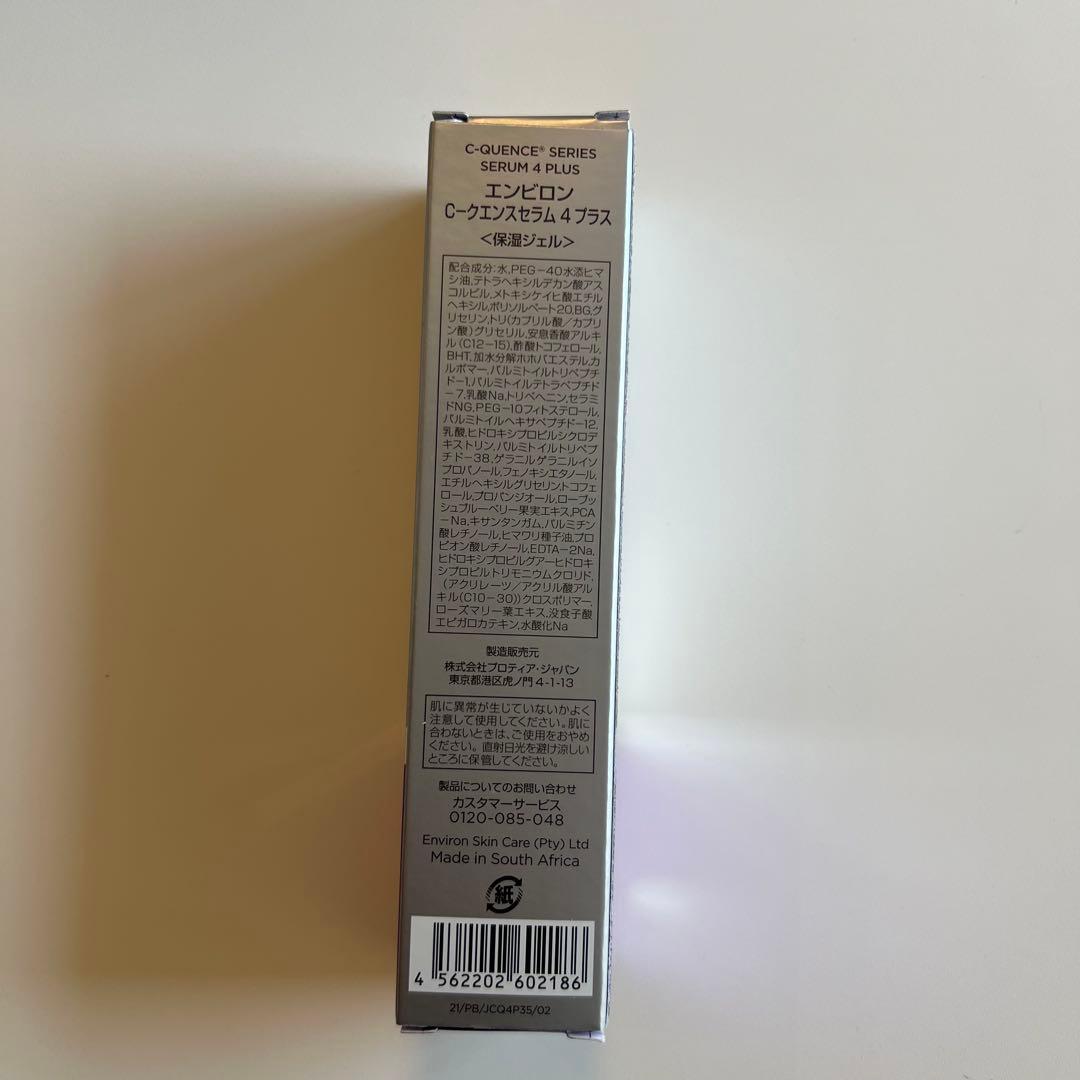 C-QUENCE® SERIES
SERUM 4 PLUS
エンビロン
C－クエンスセラム 4 プラス
＜保湿ジェル＞
配合成分:水,PEG－40水添ヒマ
シ油,テトラヘキシルデカン酸アス
コルビル,メトキシケイヒ酸エチル
ヘキシル,ポリソルベート20,BG,グ
リセリン,トリ(カプリル酸／カプリ
ン酸)グリセリル,安息香酸アルキ
ル(C12－15),酢酸トコフェロール,
BHT,加水分解ホホバエステル,カ
ルボマー,パルミトイルトリペプチ
ド－1,パルミトイルテトラペプチド
－7,乳酸Na,トリベヘニン,セラミ
ドNG,PEG－10フィトステロール,
パルミトイルヘキサペプチド－12,
乳酸,ヒドロキシプロピルシクロデ
キストリン,パルミトイルトリペプ
チド－38,ゲラニルゲラニルイソ
プロパノール,フェノキシエタノール,
エチルヘキシルグリセリン,トコフェ
ロール,プロパンジオール,ローブッ
シュブルーベリー果実エキス,PCA
－Na,キサンタンガム,パルミチン
酸レチノール,ヒマワリ種子油,プロ
ピオン酸レチノール,EDTA－2Na,
ヒドロキシプロピルグアーヒドロキ
シプロピルトリモニウムクロリド,
(アクリレーツ／アクリル酸アル
キル(C10－30))クロスポリマー,
ローズマリー葉エキス,没食子酸
エピガロカテキン,水酸化Na
製造販売元
株式会社プロティア・ジャパン
東京都港区虎ノ門 4-1-13
肌に異常が生じていないかよく
注意して使用してください。肌に
合わないときは、ご使用をおやめ
ください。直射日光を避け涼しい
ところに保管してください。
製品についてのお問い合わせ
カスタマーサービス
0120-085-048
Environ Skin Care (Pty) Ltd
Made in South Africa
紙
4 562202 602186
21/PB/JCQ4P35/02